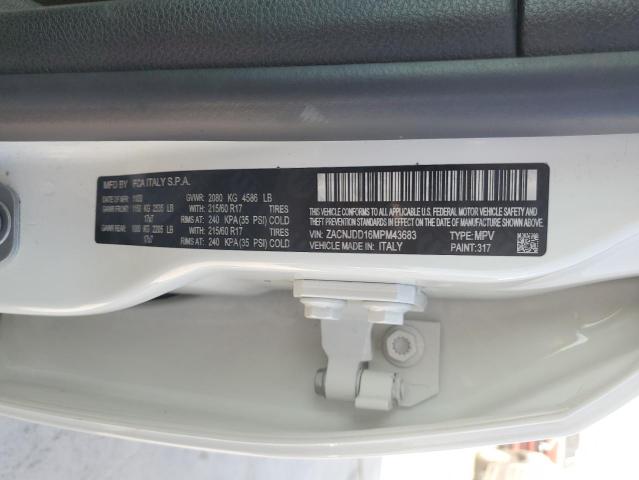 MFD BY FCA ITALY S.P.A.
DATE OF MFR GVWR: 2080 KG 4586 LB
GAWR FRONT: 1150 KG 2535 LB WITH: 215/60 R17 TIRES
17x7 RIMS AT: 240 KPA (35 PSI) COLD
GAWR REAR: 1000 KG 2205 LB WITH: 215/60 R17 TIRES
17x7 RIMS AT: 240 KPA (35 PSI) COLD
THIS VEHICLE CONFORMS TO ALL APPLICABLE U.S. FEDERAL MOTOR VEHICLE SAFETY, BUMPER AND
THEFT PREVENTION STANDARDS IN EFFECT ON THE DATE OF MANUFACTURE SHOWN ABOVE.
VIN: ZACNJDD16MPM43683 TYPE: MPV
VEHICLE MADE IN: ITALY PAINT: 317